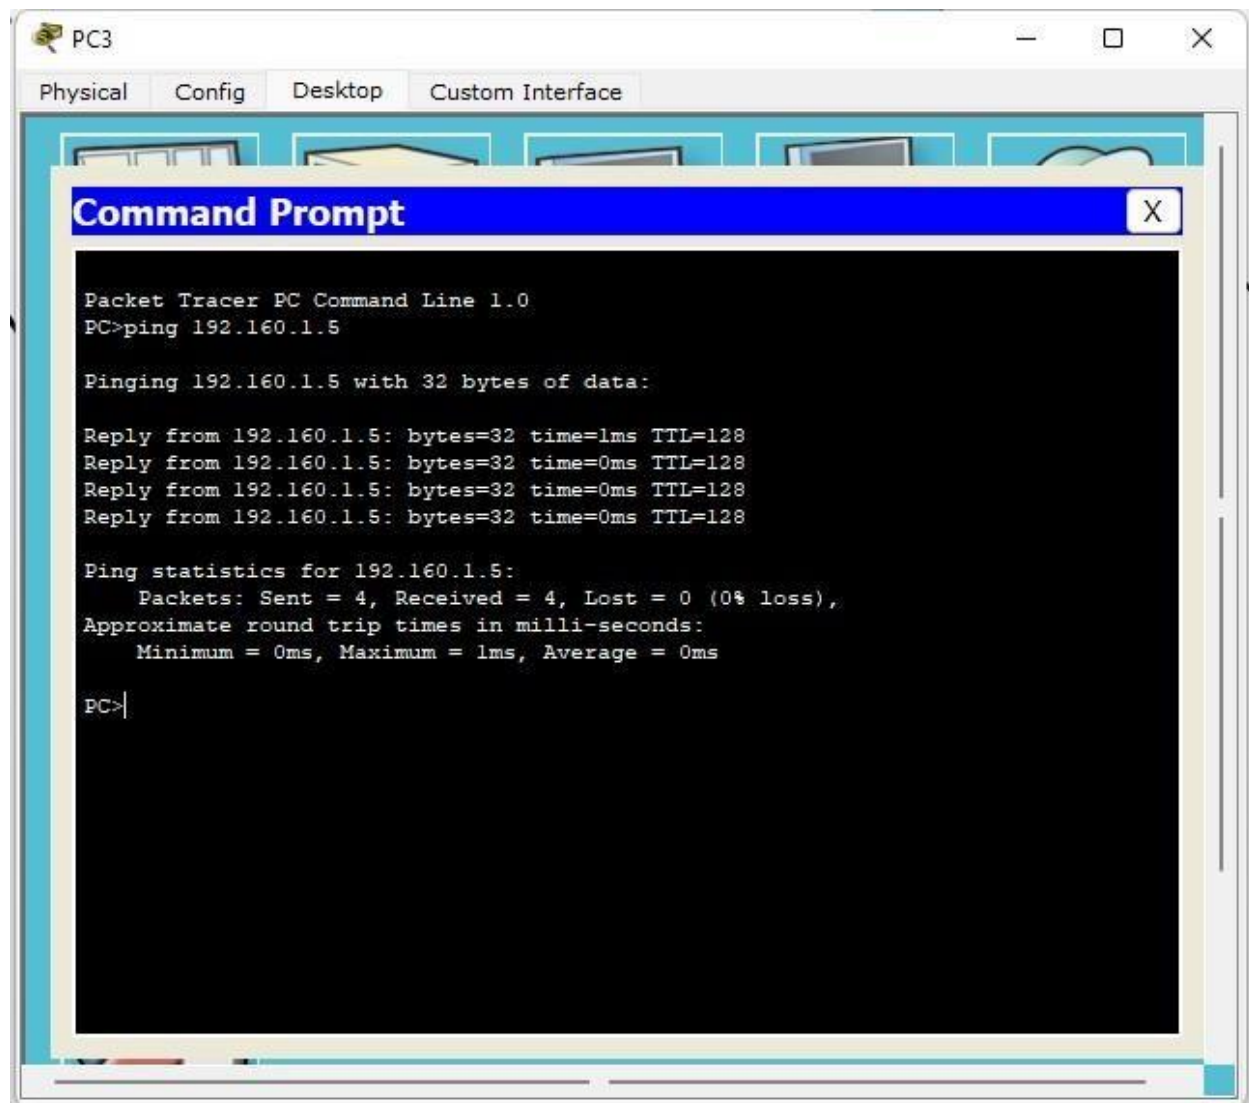 PC3
Physical Config Desktop Custom Interface
Command Prompt X
Packet Tracer PC Command Line 1.0
PC>ping 192.160.1.5
Pinging 192.160.1.5 with 32 bytes of data:
Reply from 192.160.1.5: bytes=32 time=1ms TTL=128
Reply from 192.160.1.5: bytes=32 time=0ms TTL=128
Reply from 192.160.1.5: bytes=32 time=0ms TTL=128
Reply from 192.160.1.5: bytes=32 time=0ms TTL=128
Ping statistics for 192.160.1.5:
Packets: Sent = 4, Received = 4, Lost = 0 (0% loss),
Approximate round trip times in milli-seconds:
Minimum = 0ms, Maximum = 1ms, Average = 0ms
PC>